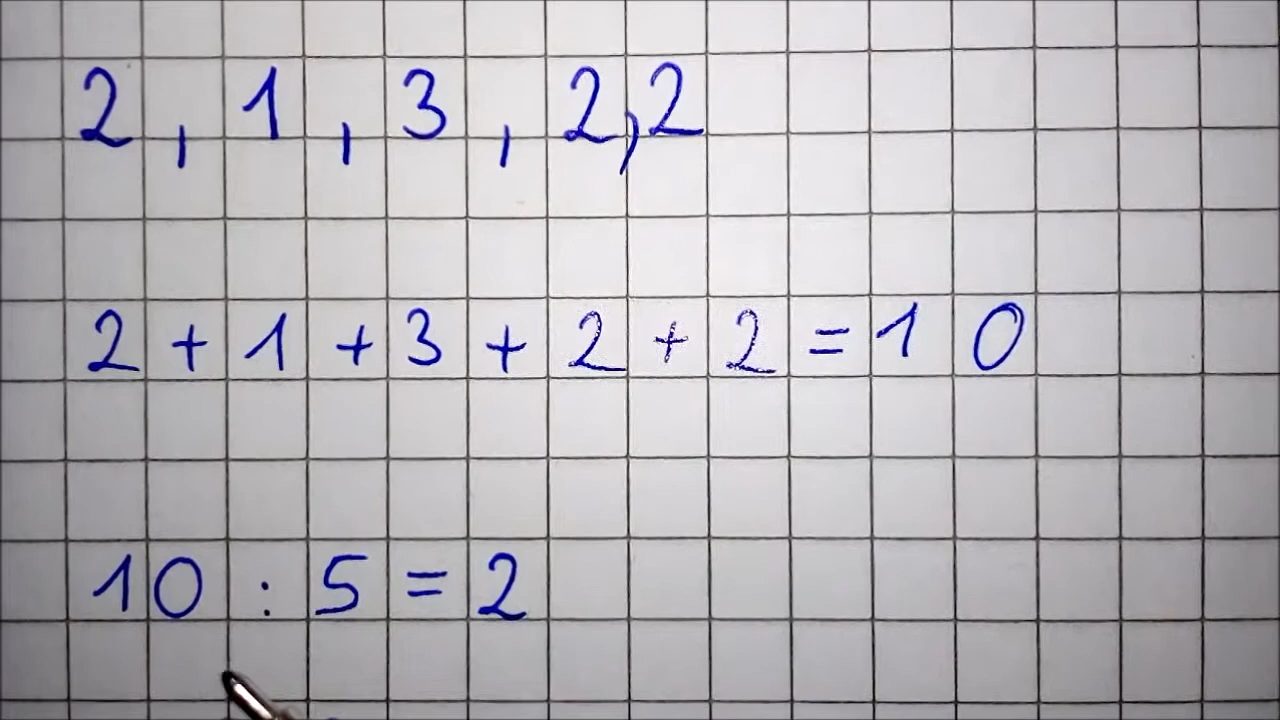 2, 1, 3, 2, 2
2 + 1 + 3 + 2 + 2 = 10
10 : 5 = 2